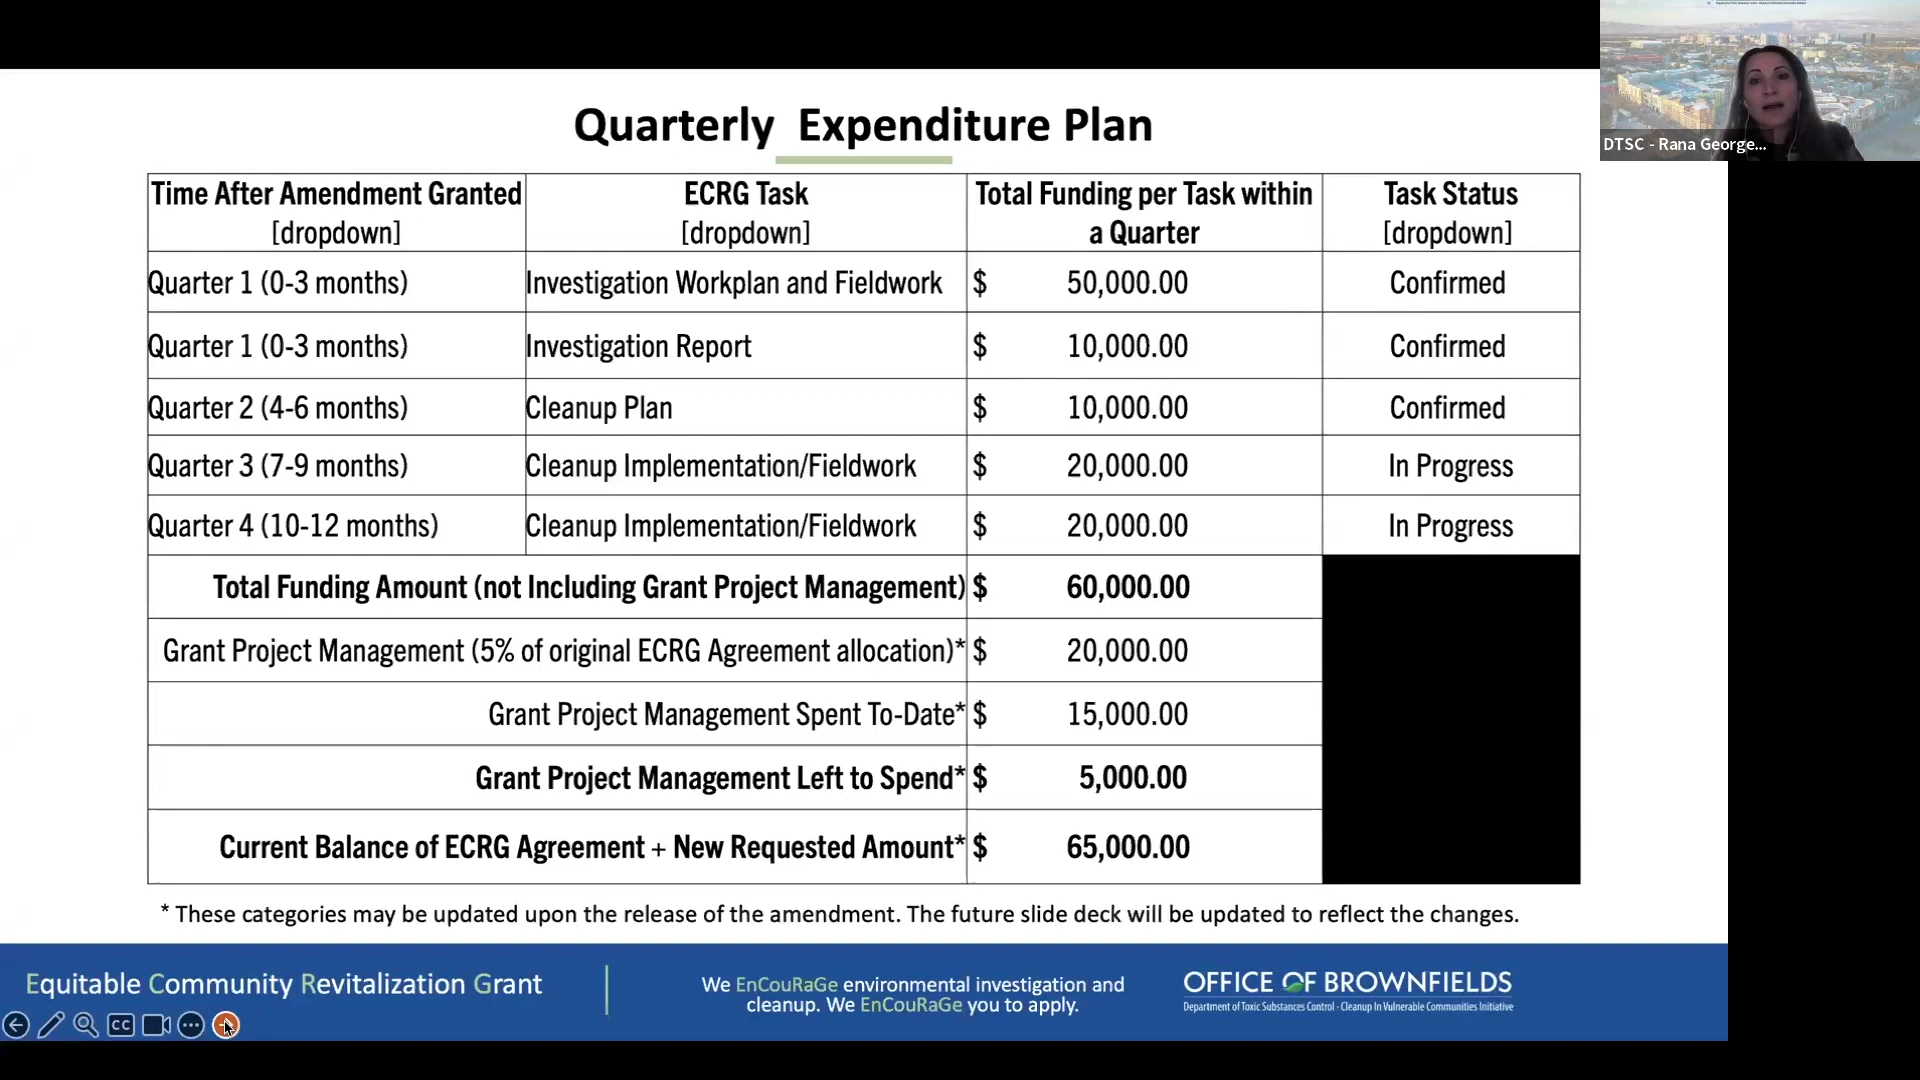 Quarterly Expenditure Plan
DTSC - Rana George...
Time After Amendment Granted
[dropdown]
ECRG Task
[dropdown]
Total Funding per Task within
a Quarter
Task Status
[dropdown]
Quarter 1 (0-3 months) Investigation Workplan and Fieldwork $ 50,000.00 Confirmed
Quarter 1 (0-3 months) Investigation Report $ 10,000.00 Confirmed
Quarter 2 (4-6 months) Cleanup Plan $ 10,000.00 Confirmed
Quarter 3 (7-9 months) Cleanup Implementation/Fieldwork $ 20,000.00 In Progress
Quarter 4 (10-12 months) Cleanup Implementation/Fieldwork $ 20,000.00 In Progress
Total Funding Amount (not Including Grant Project Management) $ 60,000.00
Grant Project Management (5% of original ECRG Agreement allocation)* $ 20,000.00
Grant Project Management Spent To-Date* $ 15,000.00
Grant Project Management Left to Spend* $ 5,000.00
Current Balance of ECRG Agreement + New Requested Amount* $ 65,000.00
* These categories may be updated upon the release of the amendment. The future slide deck will be updated to reflect the changes.
Equitable Community Revitalization Grant
We EnCouRaGe environmental investigation and
cleanup. We EnCouRaGe you to apply.
OFFICE OF BROWNFIELDS
Department of Toxic Substances Control - Cleanup In Vulnerable Communities Initiative
CC